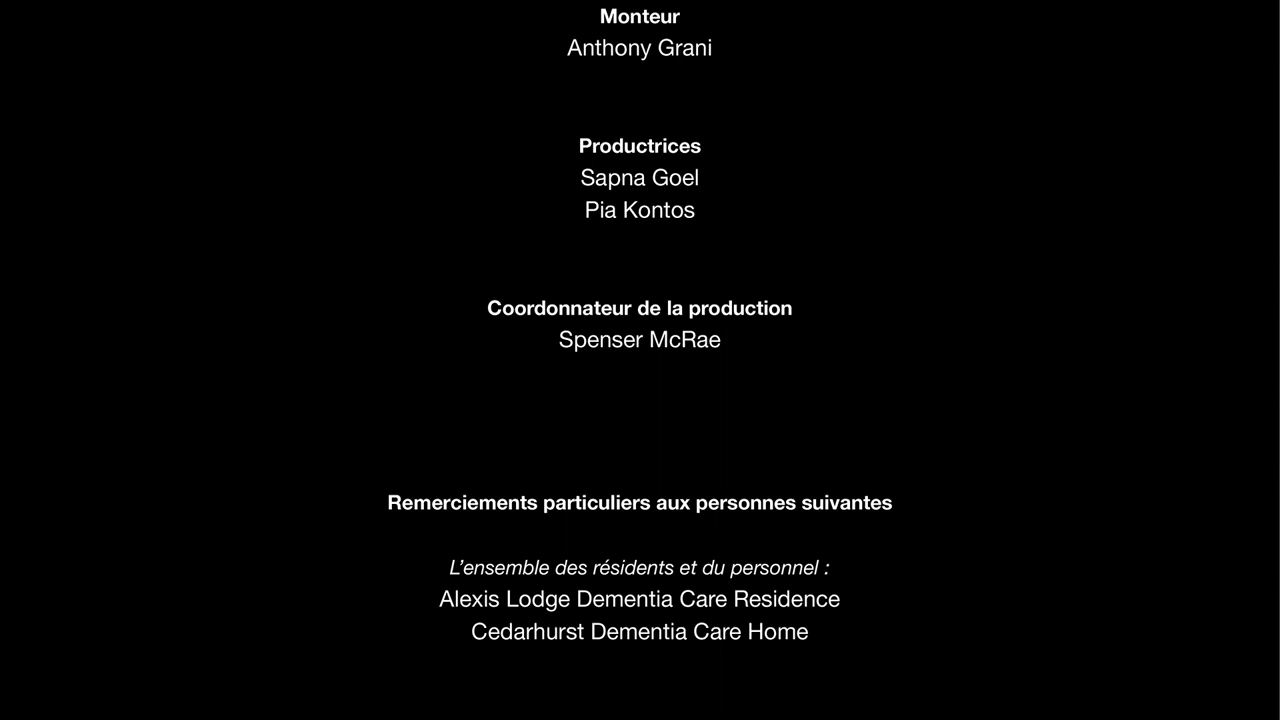 Monteur
Anthony Grani
Productrices
Sapna Goel
Pia Kontos
Coordonnateur de la production
Spenser McRae
Remerciements particuliers aux personnes suivantes
L’ensemble des résidents et du personnel :
Alexis Lodge Dementia Care Residence
Cedarhurst Dementia Care Home